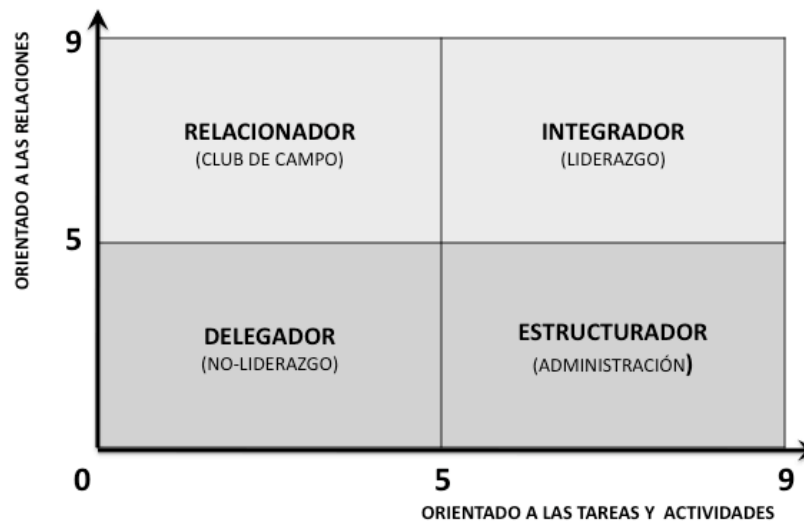 9
ORIENTADO A LAS RELACIONES
RELACIONADOR
(CLUB DE CAMPO)
INTEGRADOR
(LIDERAZGO)
5
DELEGADOR
(NO-LIDERAZGO)
ESTRUCTURADOR
(ADMINISTRACIÓN)
0
5
9
ORIENTADO A LAS TAREAS Y ACTIVIDADES